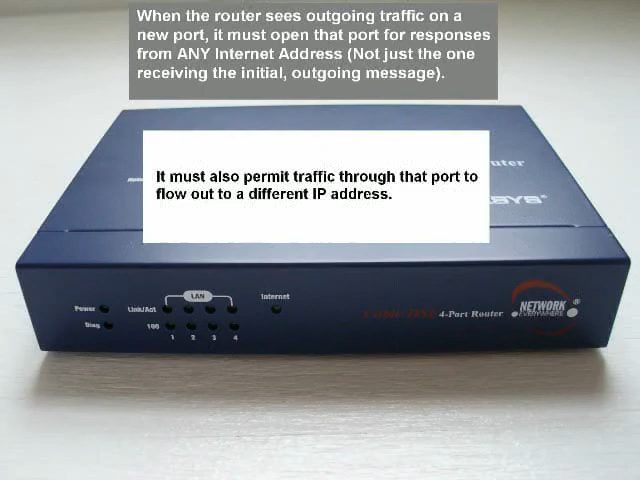 When the router sees outgoing traffic on a
new port, it must open that port for responses
from ANY Internet Address (Not just the one
receiving the initial, outgoing message).
It must also permit traffic through that port to
flow out to a different IP address.
Power
Link/Act
LAN
Internet
Diag
100
1 2 3 4
4-Port Router
NETWORK
EVERYWHERE
®